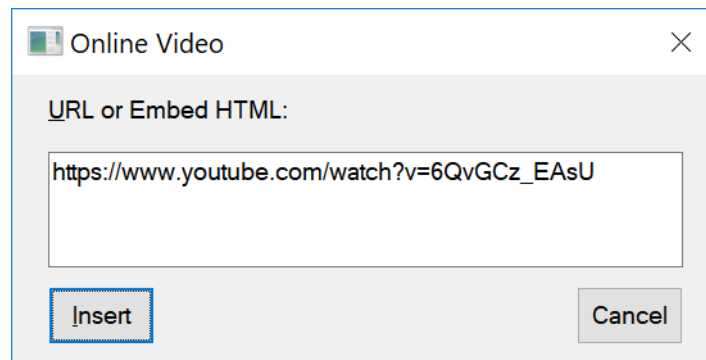 Online Video
URL or Embed HTML:
https://www.youtube.com/watch?v=6QvGCz_EAsU
Insert
Cancel